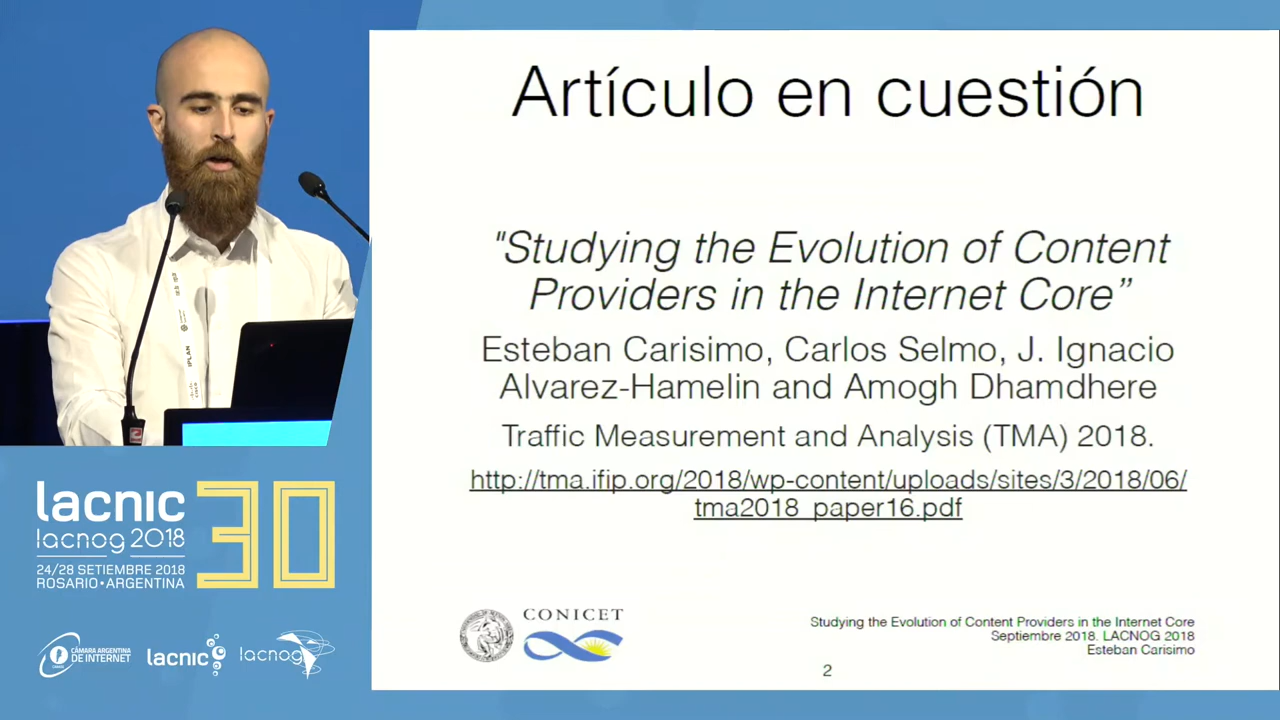 Artículo en cuestión
"Studying the Evolution of Content
Providers in the Internet Core”
Esteban Carisimo, Carlos Selmo, J. Ignacio
Alvarez-Hamelin and Amogh Dhamdhere
Traffic Measurement and Analysis (TMA) 2018.
http://tma.ifip.org/2018/wp-content/uploads/sites/3/2018/06/
tma2018_paper16.pdf
CONICET
Studying the Evolution of Content Providers in the Internet Core
Septiembre 2018. LACNOG 2018
Esteban Carisimo
2
IPLAN
lacnic
lacnog 2018
30
24/28 SETIEMBRE 2018
ROSARIO•ARGENTINA
CÁMARA ARGENTINA
DE INTERNET
lacnic
lacnog